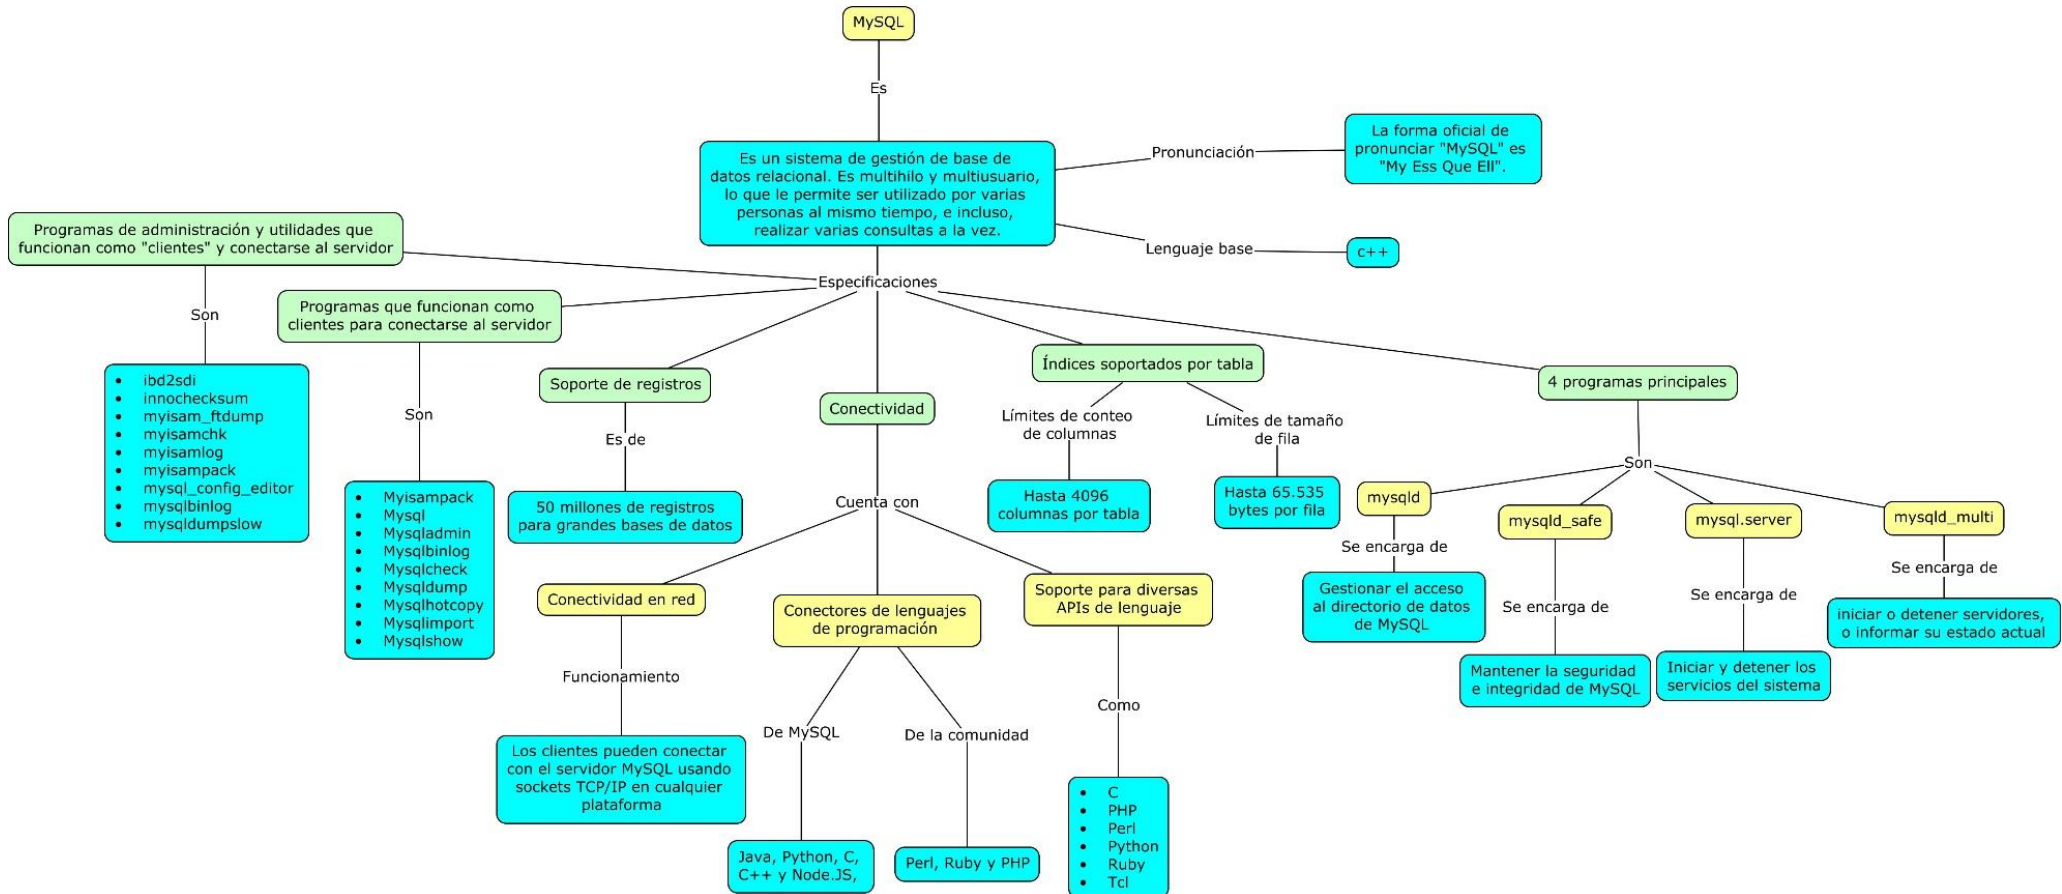 MySQL
Es
Es un sistema de gestión de base de
datos relacional. Es multihilo y multiusuario,
lo que le permite ser utilizado por varias
personas al mismo tiempo, e incluso,
realizar varias consultas a la vez.
Pronunciación
La forma oficial de
pronunciar "MySQL" es
"My Ess Que Ell".
Lenguaje base
c++
Especificaciones
Programas de administración y utilidades que
funcionan como "clientes" y conectarse al servidor
Son
• ibd2sdi
• innochecksum
• myisam_ftdump
• myisamchk
• myisamlog
• myisampack
• mysql_config_editor
• mysqlbinlog
• mysqldumpslow
Programas que funcionan como
clientes para conectarse al servidor
Son
• Myisampack
• Mysql
• Mysqladmin
• Mysqlbinlog
• Mysqlcheck
• Mysqldump
• Mysqlhotcopy
• Mysqlimport
• Mysqlshow
Soporte de registros
Es de
50 millones de registros
para grandes bases de datos
Conectividad
Cuenta con
Conectividad en red
Funcionamiento
Los clientes pueden conectar
con el servidor MySQL usando
sockets TCP/IP en cualquier
plataforma
Conectores de lenguajes
de programación
De MySQL
Java, Python, C,
C++ y Node.JS,
De la comunidad
Perl, Ruby y PHP
Soporte para diversas
APIs de lenguaje
Como
• C
• PHP
• Perl
• Python
• Ruby
• Tcl
Índices soportados por tabla
Límites de conteo
de columnas
Hasta 4096
columnas por tabla
Límites de tamaño
de fila
Hasta 65.535
bytes por fila
4 programas principales
Son
mysqld
Se encarga de
Gestionar el acceso
al directorio de datos
de MySQL
mysqld_safe
Se encarga de
Mantener la seguridad
e integridad de MySQL
mysql.server
Se encarga de
Iniciar y detener los
servicios del sistema
mysqld_multi
Se encarga de
iniciar o detener servidores,
o informar su estado actual